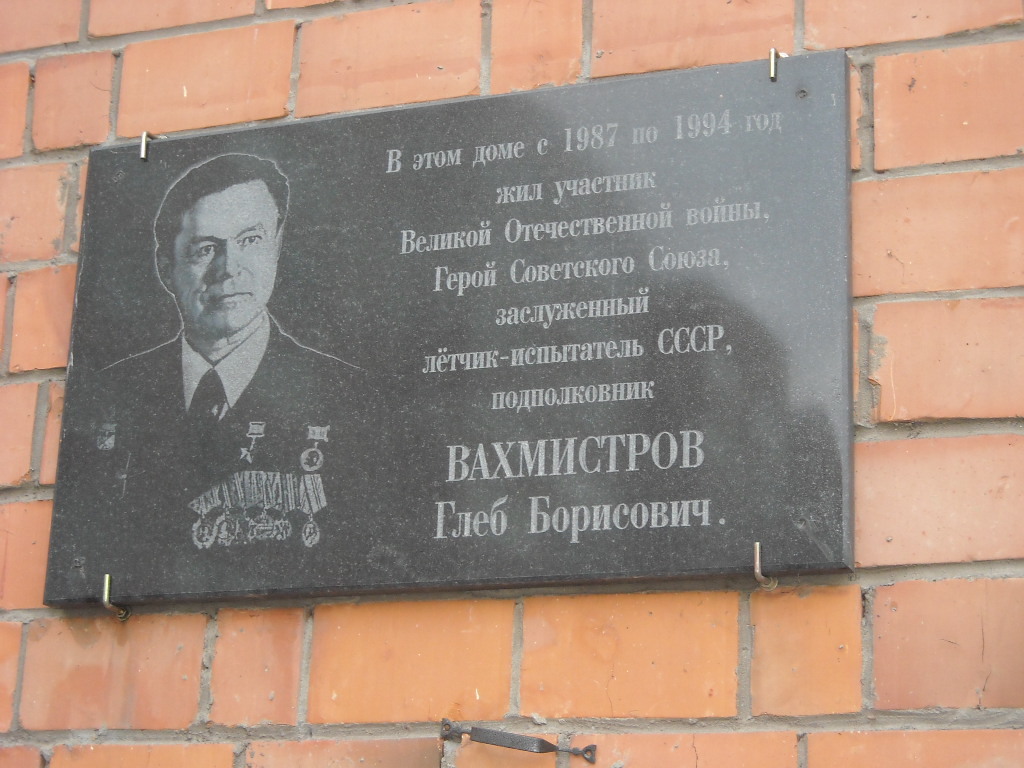 В этом доме с 1987 по 1994 год
жил участник
Великой Отечественной войны,
Герой Советского Союза,
заслуженный
лётчик-испытатель СССР,
подполковник
ВАХМИСТРОВ
Глеб Борисович.